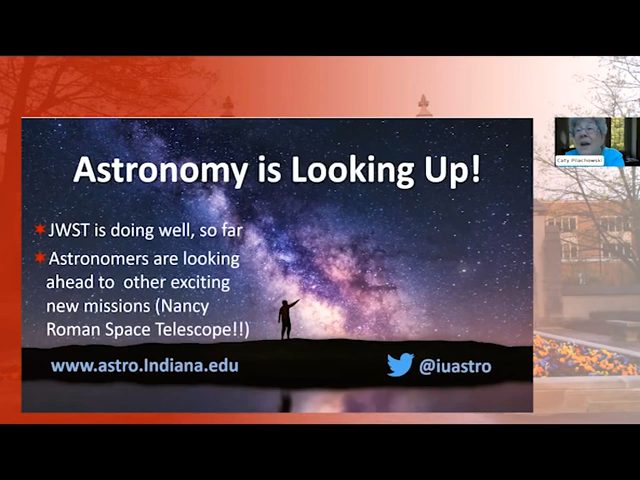 Astronomy is Looking Up!
JWST is doing well, so far
Astronomers are looking
ahead to other exciting
new missions (Nancy
Roman Space Telescope!!)
www.astro.Indiana.edu
@iuastro
Caty Pilachowski